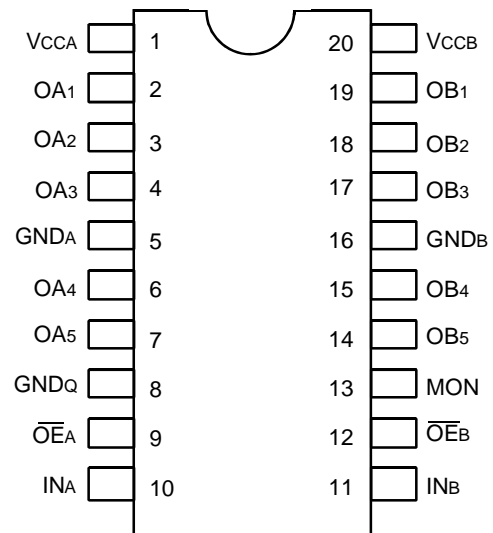 VCCA 1 20 VCCB
OA1 2 19 OB1
OA2 3 18 OB2
OA3 4 17 OB3
GNDA 5 16 GNDB
OA4 6 15 OB4
OA5 7 14 OB5
GNDQ 8 13 MON
OEA 9 12 OEB
INA 10 11 INB